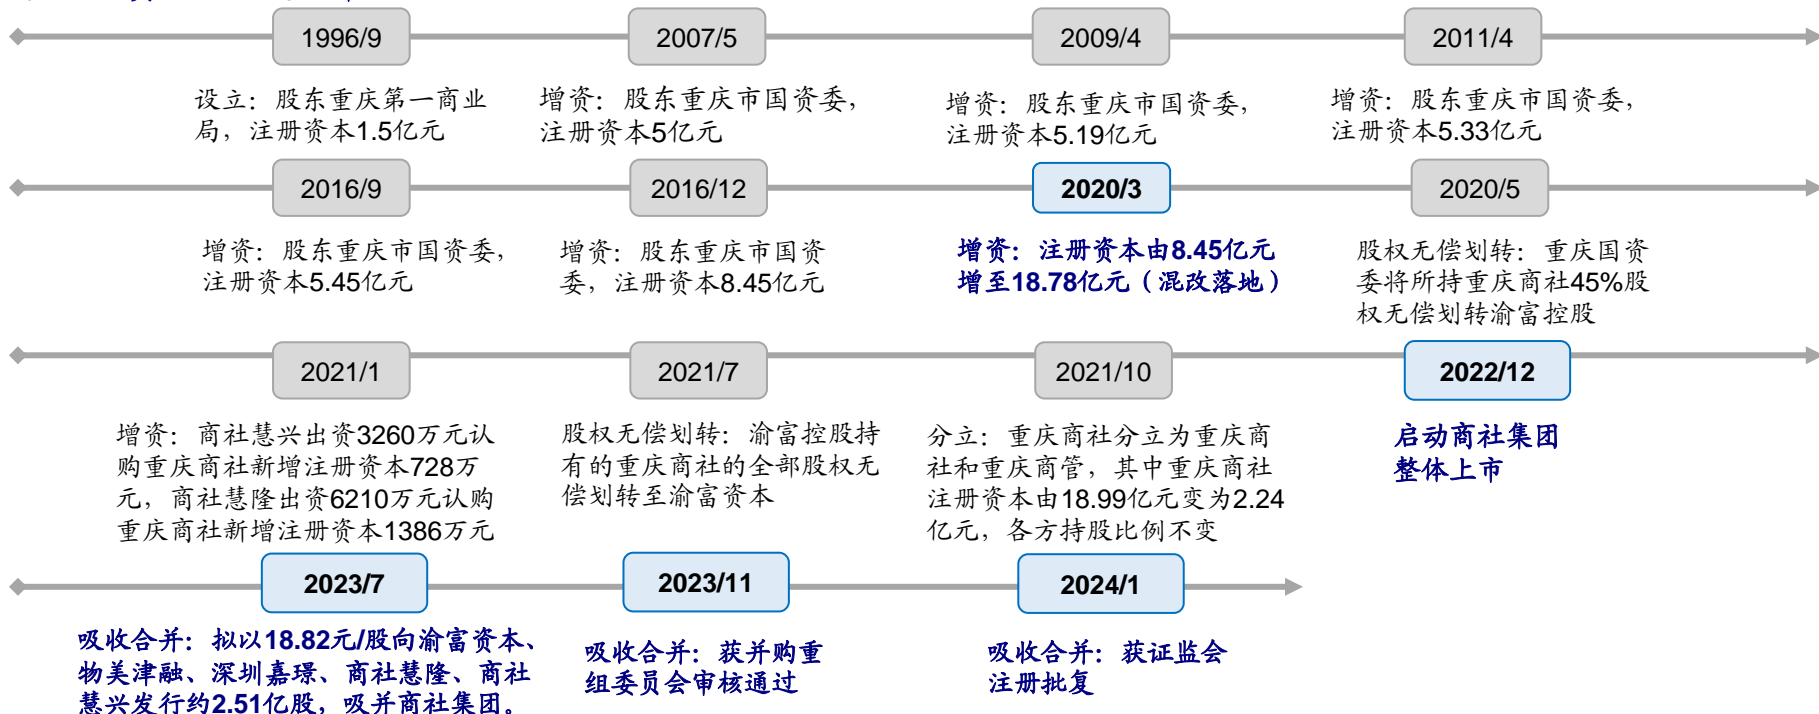 1996/9
2007/5
2009/4
2011/4
设立：股东重庆第一商业
局，注册资本1.5亿元
增资：股东重庆市国资委，
注册资本5亿元
增资：股东重庆市国资委，
注册资本5.19亿元
增资：股东重庆市国资委，
注册资本5.33亿元
2016/9
2016/12
2020/3
2020/5
增资：股东重庆市国资委，
注册资本5.45亿元
增资：股东重庆市国资
委，注册资本8.45亿元
增资：注册资本由8.45亿元
增至18.78亿元（混改落地）
股权无偿划转：重庆国资
委将所持重庆商社45%股
权无偿划转渝富控股
2021/1
2021/7
2021/10
2022/12
增资：商社慧兴出资3260万元认
购重庆商社新增注册资本728万
元，商社慧隆出资6210万元认购
重庆商社新增注册资本1386万元
股权无偿划转：渝富控股持
有的重庆商社的全部股权无
偿划转至渝富资本
分立：重庆商社分立为重庆商
社和重庆商管，其中重庆商社
注册资本由18.99亿元变为2.24
亿元，各方持股比例不变
启动商社集团
整体上市
2023/7
2023/11
2024/1
吸收合并：拟以18.82元/股向渝富资本、
物美津融、深圳嘉璟、商社慧隆、商社
慧兴发行约2.51亿股，吸并商社集团。
吸收合并：获并购重
组委员会审核通过
吸收合并：获证监会
注册批复